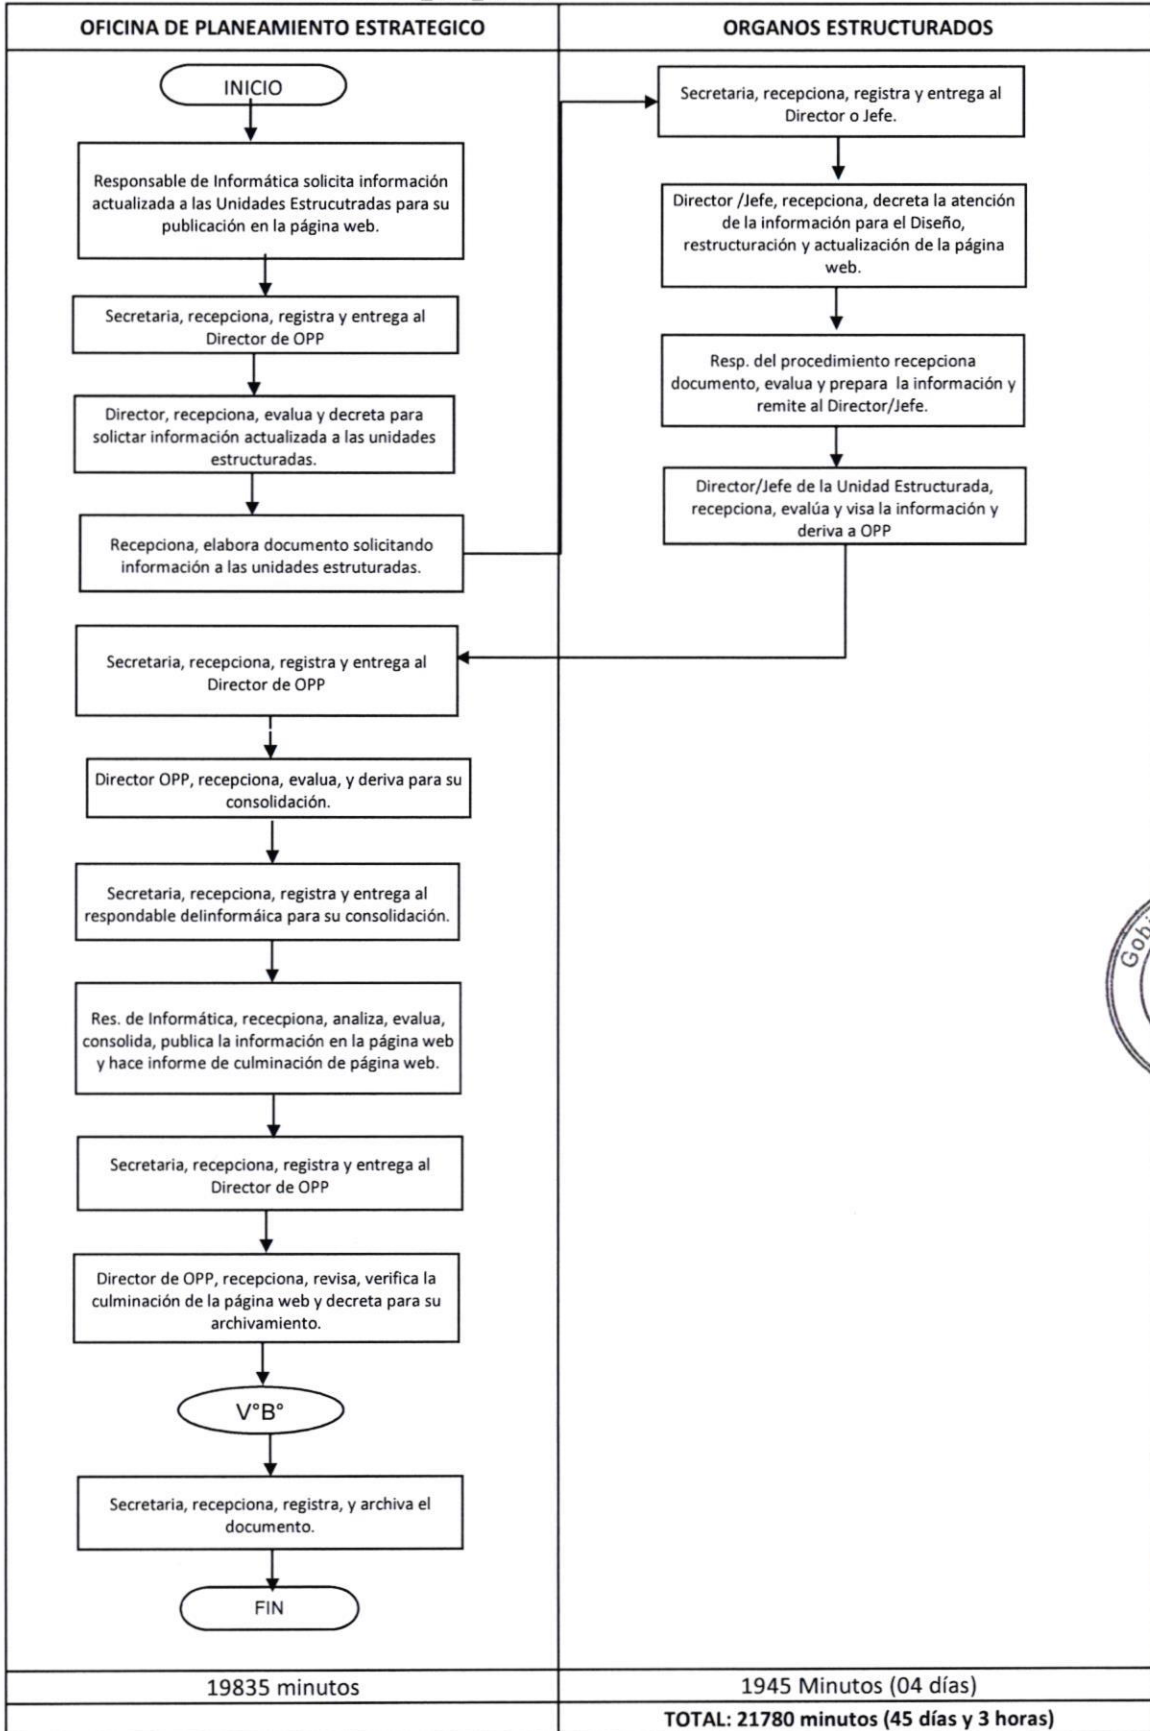 OFICINA DE PLANEAMIENTO ESTRATEGICO
ORGANOS ESTRUCTURADOS
INICIO
Responsable de Informática solicita información
actualizada a las Unidades Estrucutradas para su
publicación en la página web.
Secretaria, recepciona, registra y entrega al
Director de OPP
Director, recepciona, evalua y decreta para
solictar información actualizada a las unidades
estructuradas.
Recepciona, elabora documento solicitando
información a las unidades estruturadas.
Secretaria, recepciona, registra y entrega al
Director o Jefe.
Director /Jefe, recepciona, decreta la atención
de la información para el Diseño,
restructuración y actualización de la página
web.
Resp. del procedimiento recepciona
documento, evalua y prepara la información y
remite al Director/Jefe.
Director/Jefe de la Unidad Estructurada,
recepciona, evalúa y visa la información y
deriva a OPP
Secretaria, recepciona, registra y entrega al
Director de OPP
Director OPP, recepciona, evalua, y deriva para su
consolidación.
Secretaria, recepciona, registra y entrega al
respondable delinformáica para su consolidación.
Res. de Informática, rececpiona, analiza, evalua,
consolida, publica la información en la página web
y hace informe de culminación de página web.
Secretaria, recepciona, registra y entrega al
Director de OPP
Director de OPP, recepciona, revisa, verifica la
culminación de la página web y decreta para su
archivamiento.
V°B°
Secretaria, recepciona, registra, y archiva el
documento.
FIN
19835 minutos
1945 Minutos (04 días)
TOTAL: 21780 minutos (45 días y 3 horas)